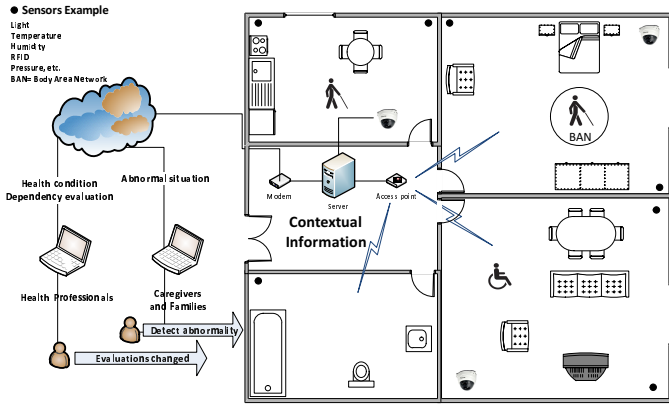 ● Sensors Example
Light
Temperature
Humidity
RFID
Pressure, etc.
BAN= Body Area Network
BAN
Health condition
Dependency evaluation
Abnormal situation
Modem
Server
Access point
Contextual
Information
Health Professionals
Caregivers
and Families
Detect abnormality
Evaluations changed